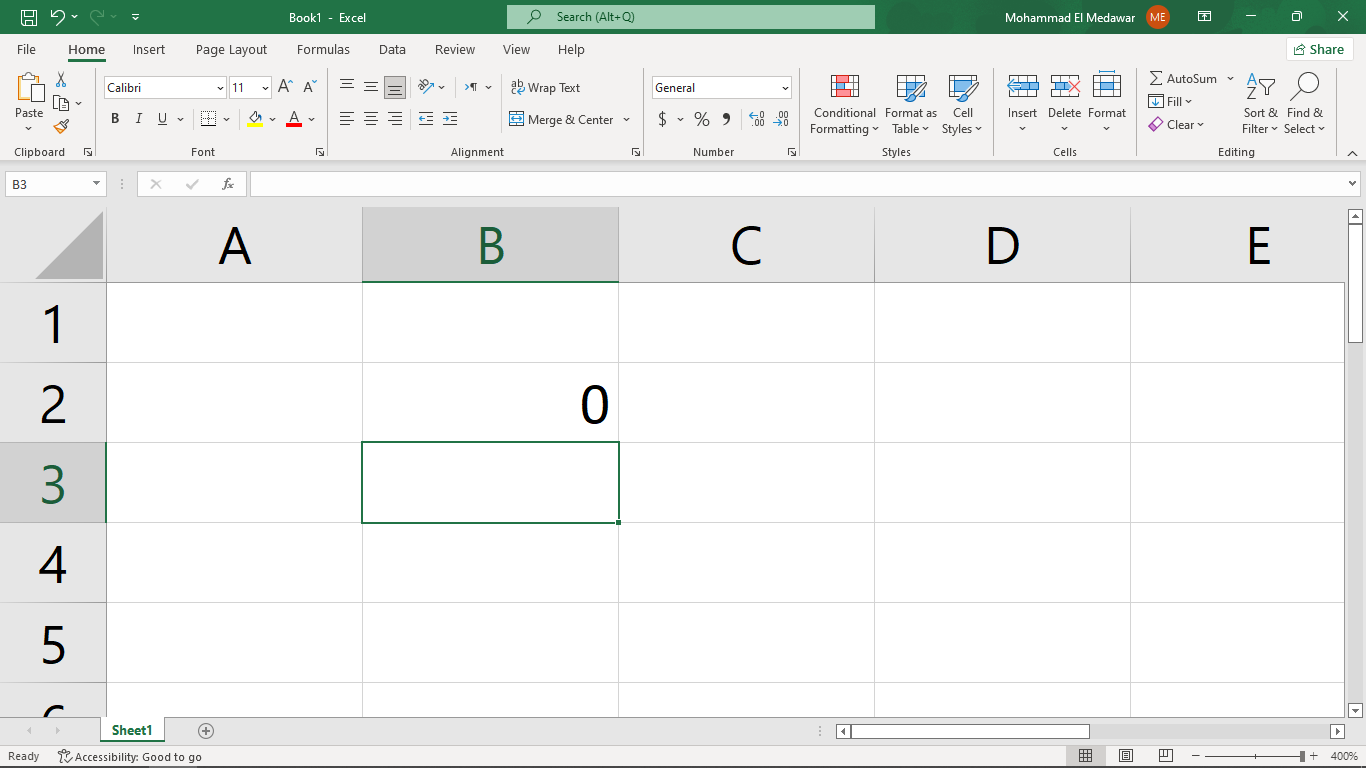 Book1 - Excel
Search (Alt+Q)
Mohammad El Medawar
ME
File
Home
Insert
Page Layout
Formulas
Data
Review
View
Help
Share
Paste
Clipboard
Calibri
11
A
A
B
I
U
A
Font
ab
Wrap Text
Merge & Center
Alignment
General
$
%
Number
Conditional
Formatting
Format as
Table
Cell
Styles
Styles
Insert
Delete
Format
Cells
AutoSum
Fill
Clear
Sort &
Filter
Find &
Select
Editing
B3
fx
A
B
C
D
E
1
2
0
3
4
5
6
Sheet1
Ready
Accessibility: Good to go
400%